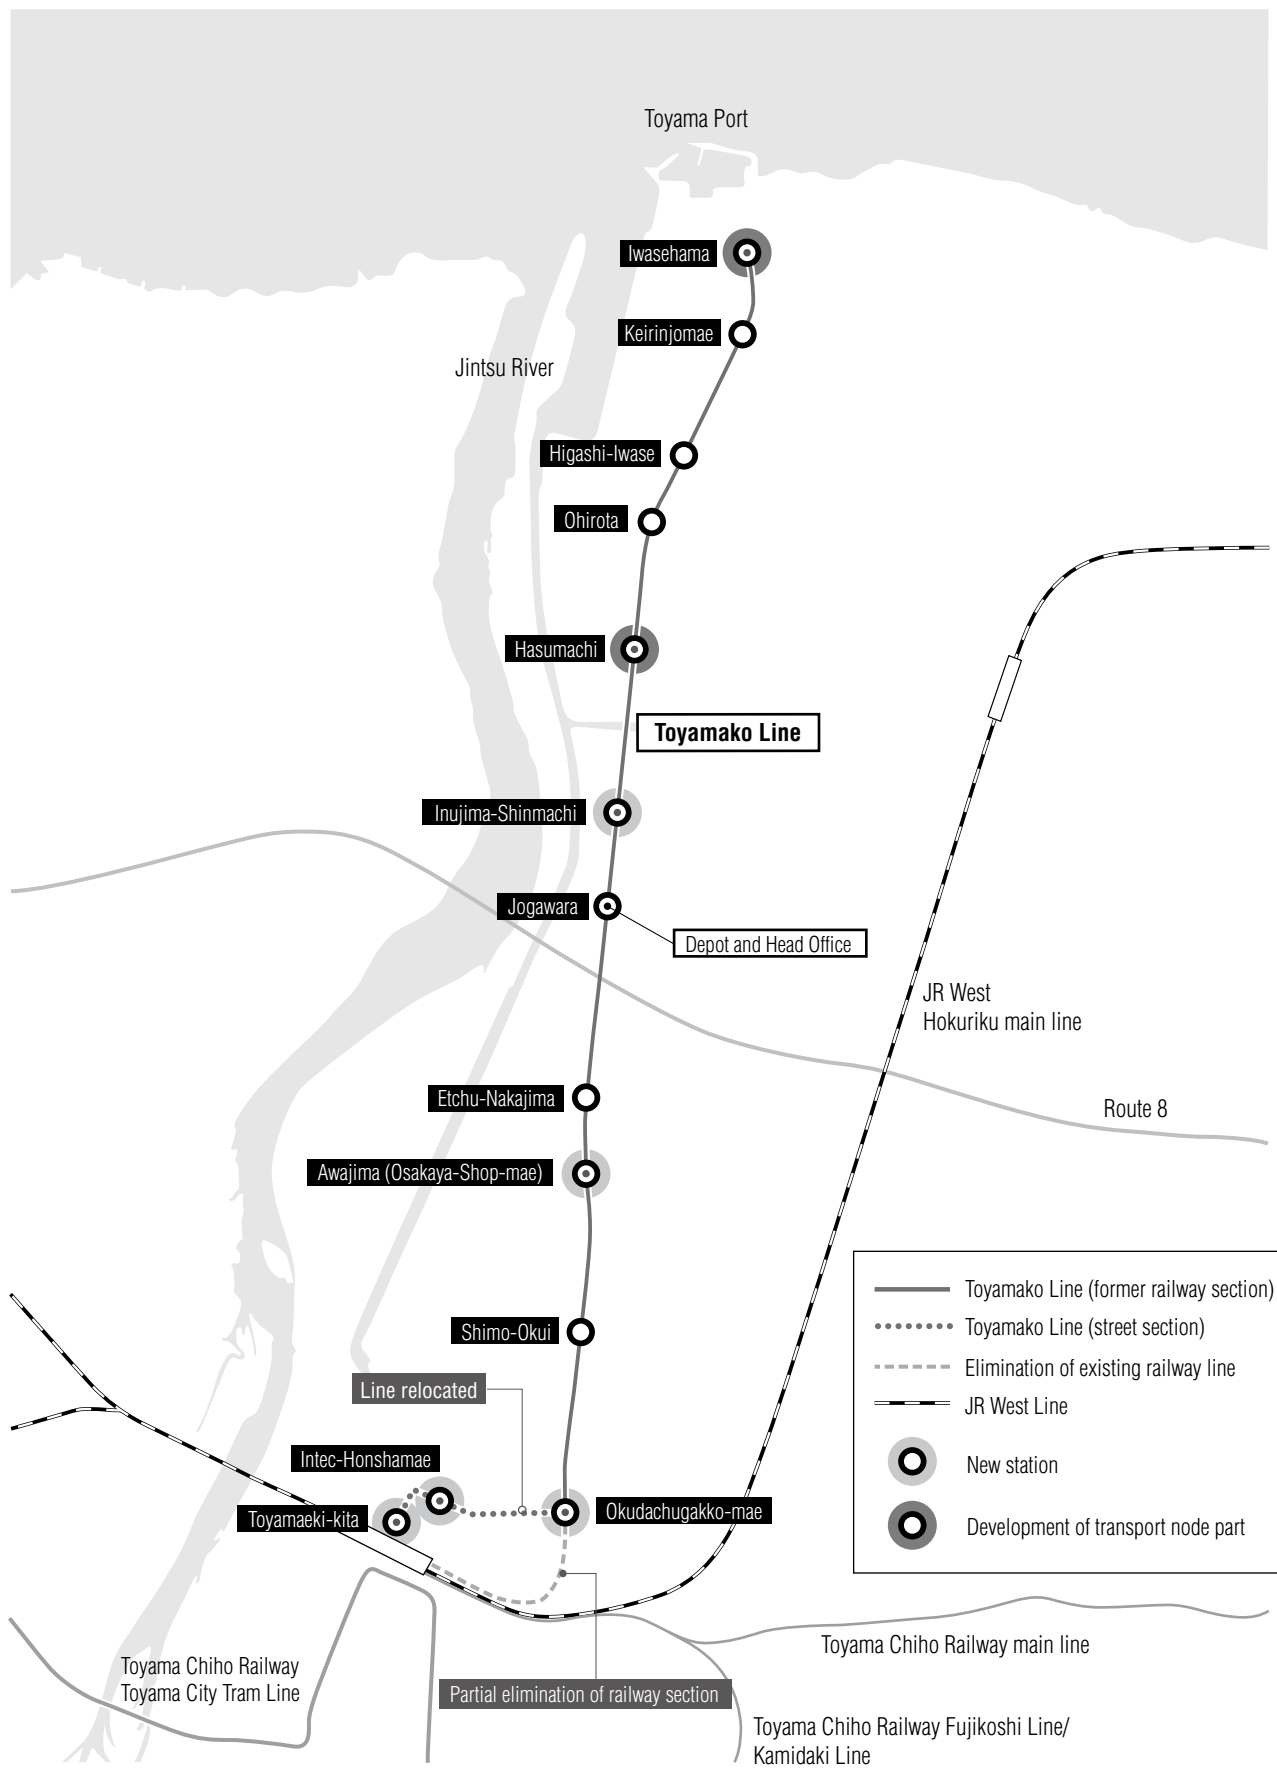 Toyama Port
Iwasehama
Keirinjomae
Jintsu River
Higashi-Iwase
Ohirota
Hasumachi
Toyamako Line
Inujima-Shinmachi
Jogawara
Depot and Head Office
JR West
Hokuriku main line
Etchu-Nakajima
Route 8
Awajima (Osakaya-Shop-mae)
Toyamako Line (former railway section)
Toyamako Line (street section)
Shimo-Okui
Elimination of existing railway line
Line relocated
JR West Line
Intec-Honshamae
New station
Toyamaeki-kita
Okudachugakko-mae
Development of transport node part
Toyama Chiho Railway main line
Toyama Chiho Railway
Toyama City Tram Line
Partial elimination of railway section
Toyama Chiho Railway Fujikoshi Line/
Kamidaki Line